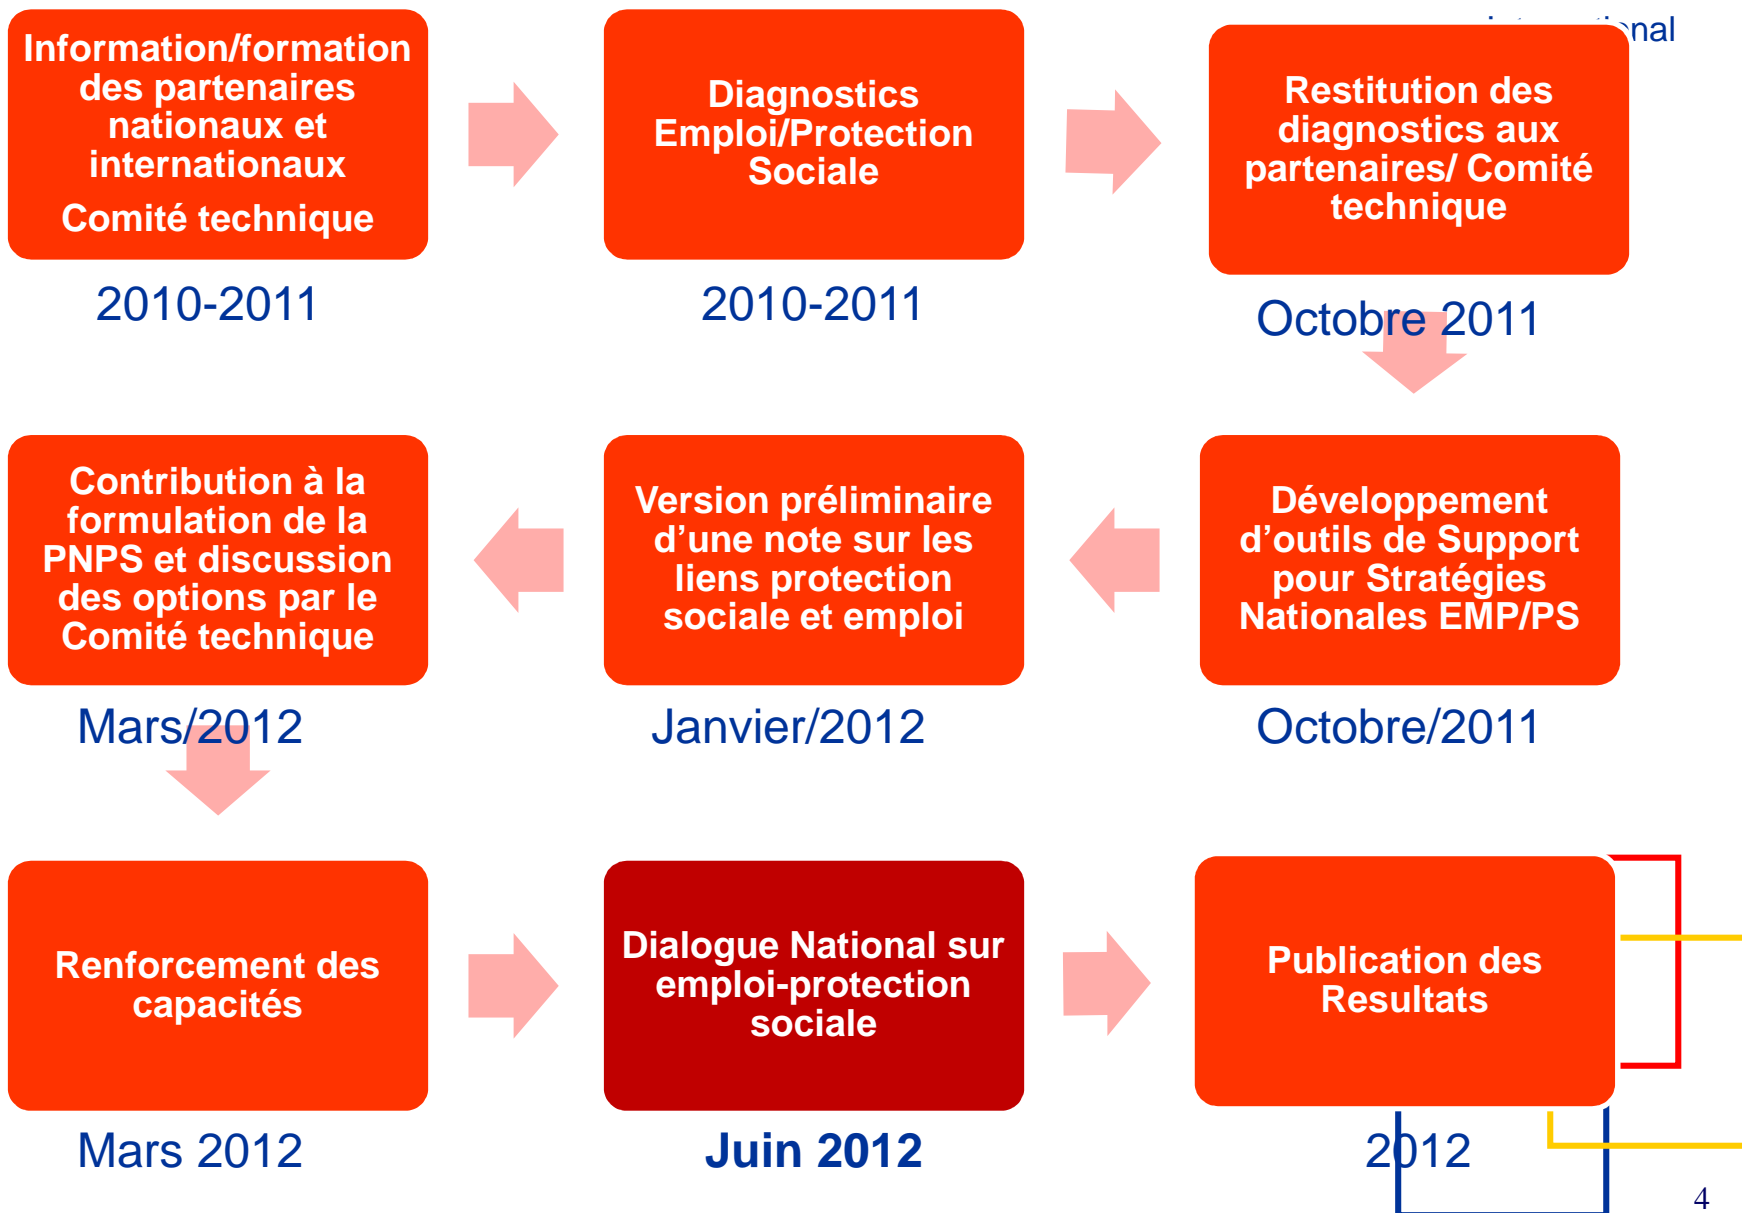 Information/formation
des partenaires
nationaux et
internationaux
Comité technique
2010-2011
Diagnostics
Emploi/Protection
Sociale
2010-2011
Restitution des
diagnostics aux
partenaires/ Comité
technique
Octobre 2011
Développement
d’outils de Support
pour Stratégies
Nationales EMP/PS
Octobre/2011
Version préliminaire
d’une note sur les
liens protection
sociale et emploi
Janvier/2012
Contribution à la
formulation de la
PNPS et discussion
des options par le
Comité technique
Mars/2012
Renforcement des
capacités
Mars 2012
Dialogue National sur
emploi-protection
sociale
Juin 2012
Publication des
Resultats
2012
4